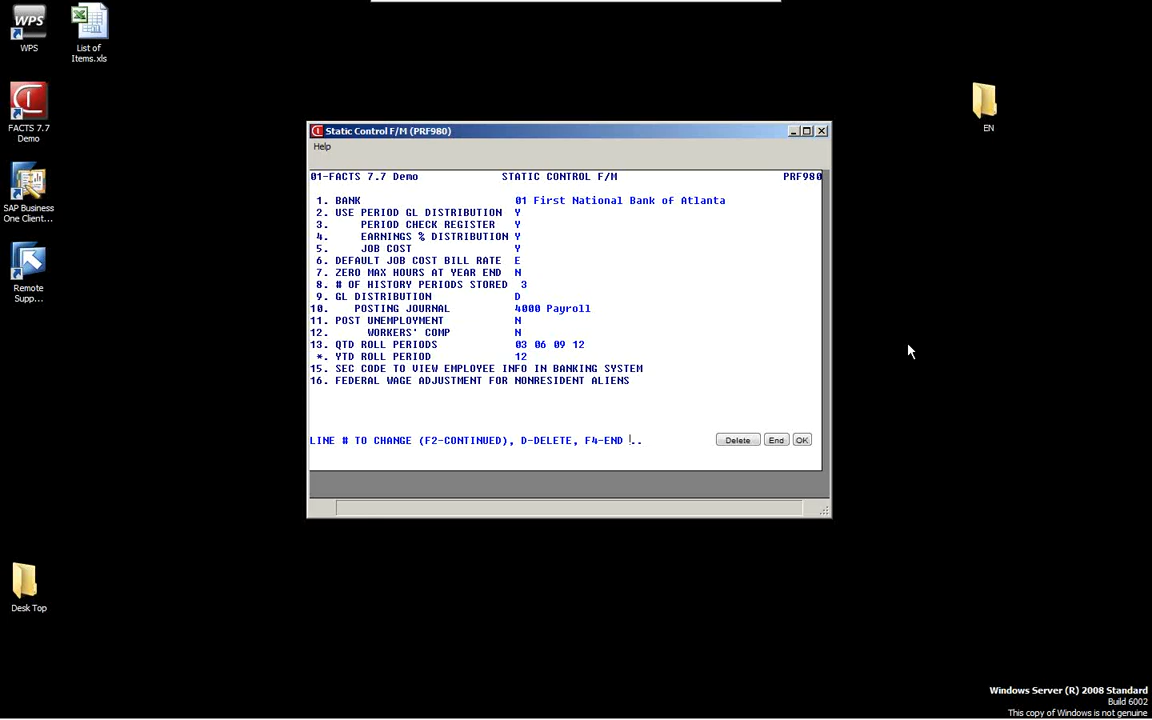 WPS
WPS
List of
Items.xls
FACTS 7.7
Demo
SAP Business
One Client...
Remote
Supp...
Desk Top
EN
Static Control F/M (PRF980)
Help
01-FACTS 7.7 Demo STATIC CONTROL F/M PRF980
1. BANK 01 First National Bank of Atlanta
2. USE PERIOD GL DISTRIBUTION Y
3. PERIOD CHECK REGISTER Y
4. EARNINGS % DISTRIBUTION Y
5. JOB COST Y
6. DEFAULT JOB COST BILL RATE E
7. ZERO MAX HOURS AT YEAR END N
8. # OF HISTORY PERIODS STORED 3
9. GL DISTRIBUTION D
10. POSTING JOURNAL 4000 Payroll
11. POST UNEMPLOYMENT N
12. WORKERS' COMP N
13. QTD ROLL PERIODS 03 06 09 12
*. YTD ROLL PERIOD 12
15. SEC CODE TO VIEW EMPLOYEE INFO IN BANKING SYSTEM
16. FEDERAL WAGE ADJUSTMENT FOR NONRESIDENT ALIENS
LINE # TO CHANGE (F2-CONTINUED), D-DELETE, F4-END .. Delete End OK
Windows Server (R) 2008 Standard
Build 6002
This copy of Windows is not genuine